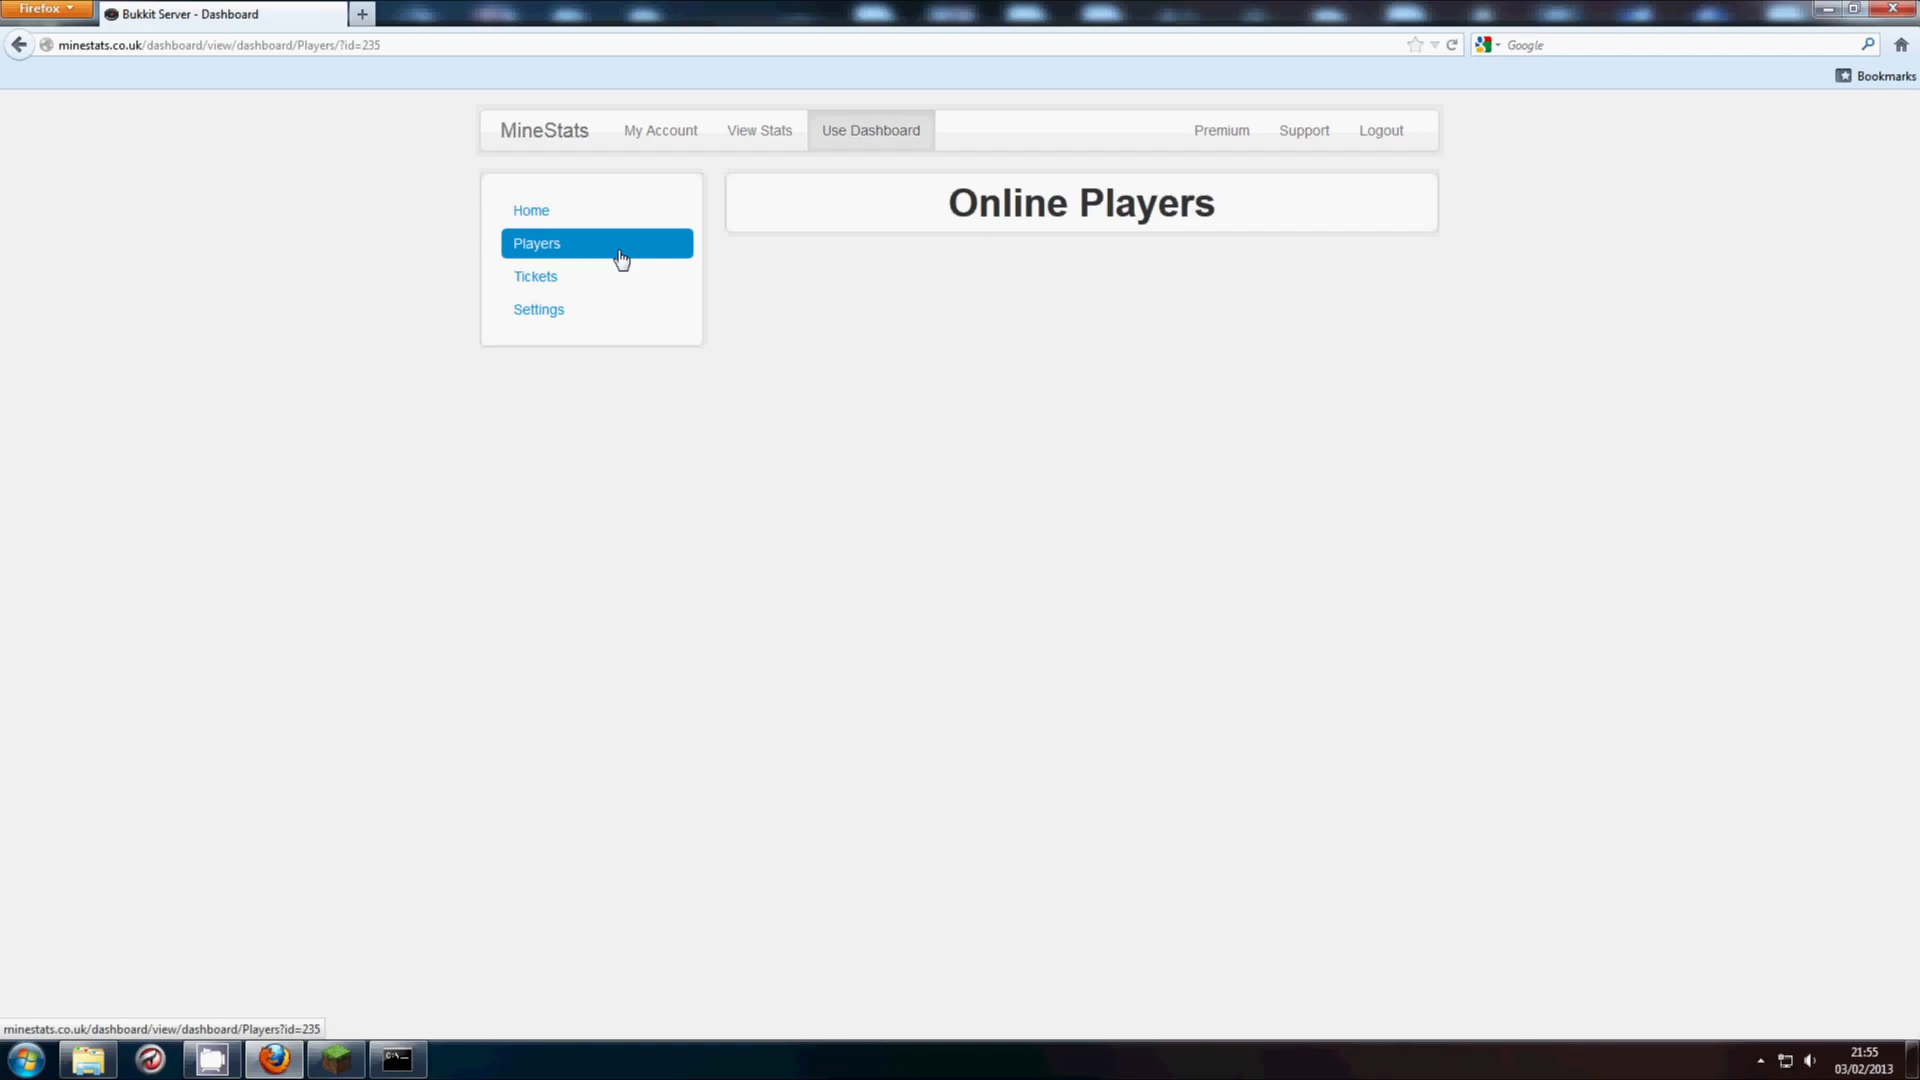 Firefox
Bukkit Server - Dashboard
minestats.co.uk/dashboard/view/dashboard/Players/?id=235
Google
Bookmarks
MineStats My Account View Stats Use Dashboard Premium Support Logout
Home
Players
Tickets
Settings
Online Players
minestats.co.uk/dashboard/view/dashboard/Players?id=235
C:\
21:55
03/02/2013